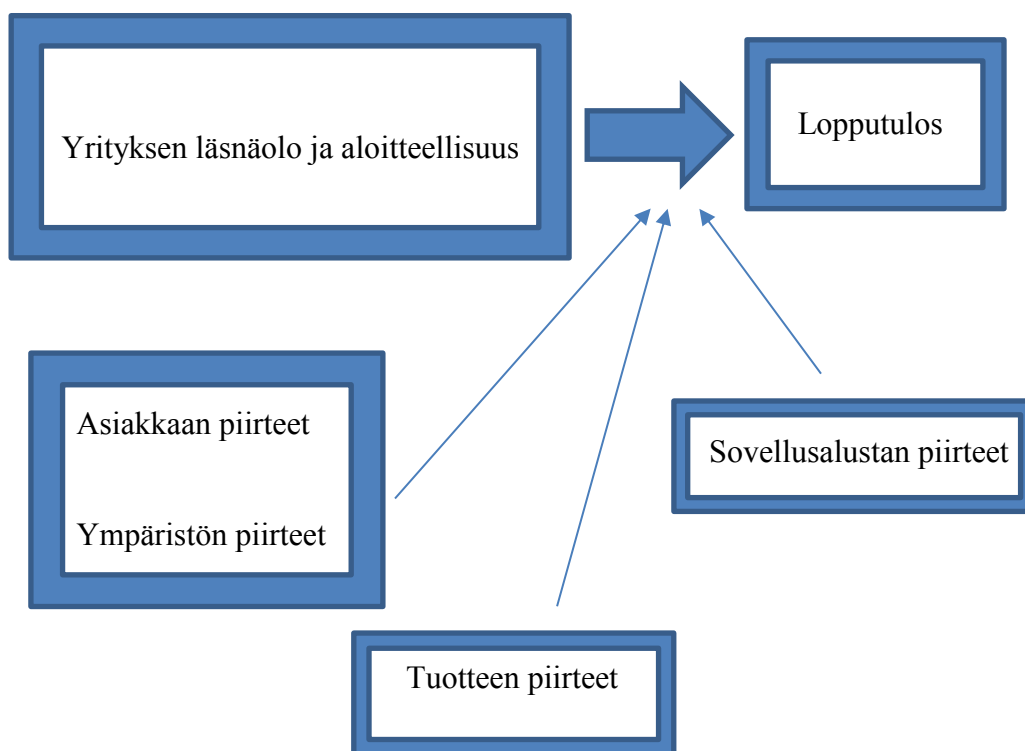 Yrityksen läsnäolo ja aloitteellisuus
Lopputulos
Asiakkaan piirteet
Ympäristön piirteet
Sovellusalustan piirteet
Tuotteen piirteet